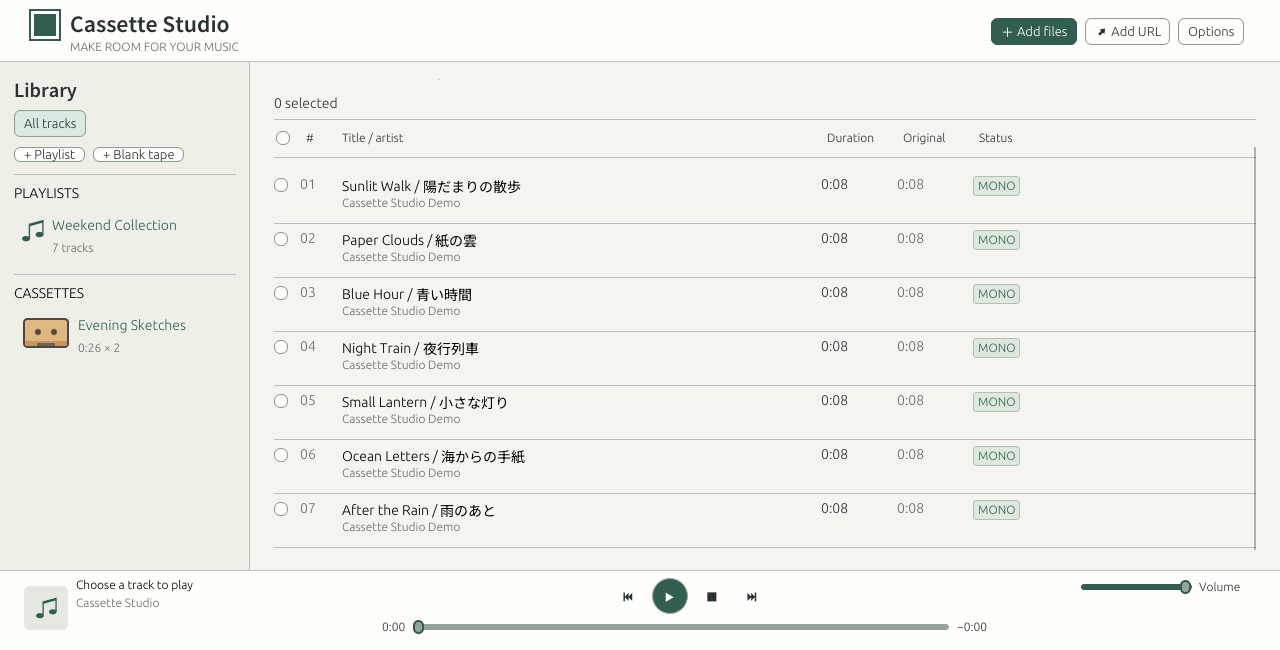 Cassette Studio
MAKE ROOM FOR YOUR MUSIC
+ Add files
Add URL
Options
Library
All tracks
+ Playlist
+ Blank tape
PLAYLISTS
Weekend Collection
7 tracks
CASSETTES
Evening Sketches
0:26 × 2
0 selected
# Title / artist Duration Original Status
01 Sunlit Walk / 陽だまりの散歩 0:08 0:08 MONO
Cassette Studio Demo
02 Paper Clouds / 紙の雲 0:08 0:08 MONO
Cassette Studio Demo
03 Blue Hour / 青い時間 0:08 0:08 MONO
Cassette Studio Demo
04 Night Train / 夜行列車 0:08 0:08 MONO
Cassette Studio Demo
05 Small Lantern / 小さな灯り 0:08 0:08 MONO
Cassette Studio Demo
06 Ocean Letters / 海からの手紙 0:08 0:08 MONO
Cassette Studio Demo
07 After the Rain / 雨のあと 0:08 0:08 MONO
Cassette Studio Demo
Choose a track to play
Cassette Studio
0:00
−0:00
Volume